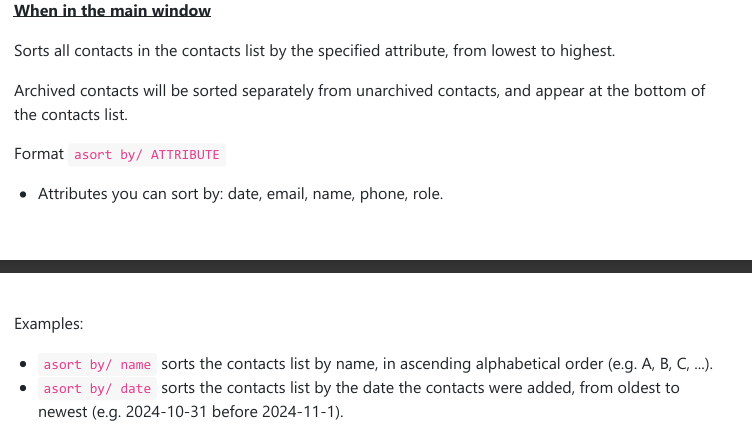 When in the main window
Sorts all contacts in the contacts list by the specified attribute, from lowest to highest.
Archived contacts will be sorted separately from unarchived contacts, and appear at the bottom of
the contacts list.
Format asort by/ ATTRIBUTE
• Attributes you can sort by: date, email, name, phone, role.
Examples:
• asort by/ name sorts the contacts list by name, in ascending alphabetical order (e.g. A, B, C, ...).
• asort by/ date sorts the contacts list by the date the contacts were added, from oldest to
newest (e.g. 2024-10-31 before 2024-11-1).